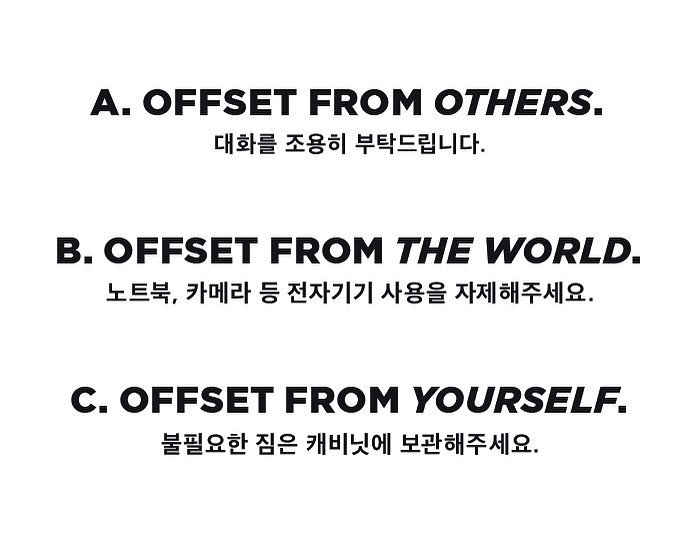 A. OFFSET FROM OTHERS.
대화를 조용히 부탁드립니다.
B. OFFSET FROM THE WORLD.
노트북, 카메라 등 전자기기 사용을 자제해주세요.
C. OFFSET FROM YOURSELF.
불필요한 짐은 캐비닛에 보관해주세요.